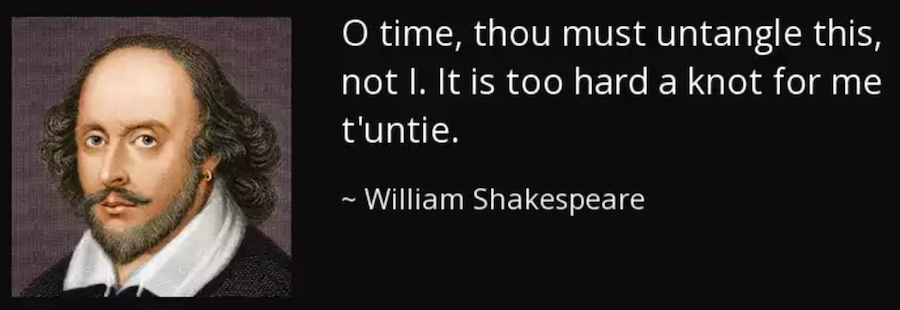 O time, thou must untangle this,
not I. It is too hard a knot for me
t'untie.
~ William Shakespeare